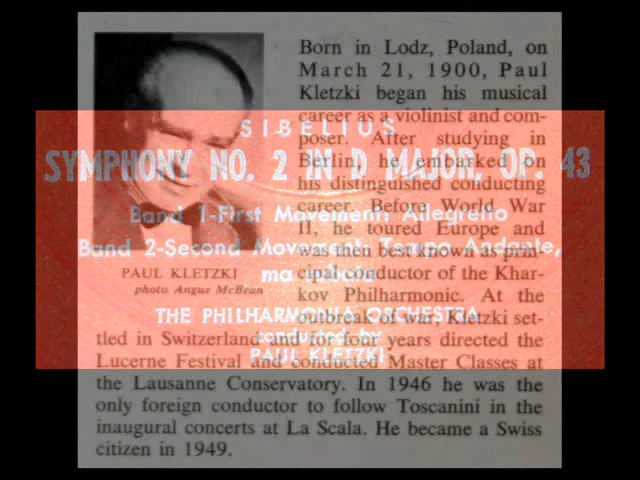 Born in Lodz, Poland, on
March 21, 1900, Paul
Kletzki began his musical
career as a violinist and com-
poser. After studying in
Berlin, he embarked on
his distinguished conducting
career. Before World War
II, he toured Europe and
was then best known as prin-
cipal conductor of the Khar-
kov Philharmonic. At the
outbreak of war, Kletzki set-
tled in Switzerland and for four years directed the
Lucerne Festival and conducted Master Classes at
the Lausanne Conservatory. In 1946 he was the
only foreign conductor to follow Toscanini in the
inaugural concerts at La Scala. He became a Swiss
citizen in 1949.
PAUL KLETZKI
photo Angus McBean
SIBELIUS
SYMPHONY NO. 2 IN D MAJOR, OP. 43
Band 1-First Movement: Allegretto
Band 2-Second Movement: Tempo Andante,
ma
THE PHILHARMONIA ORCHESTRA
conducted by
PAUL KLETZKI